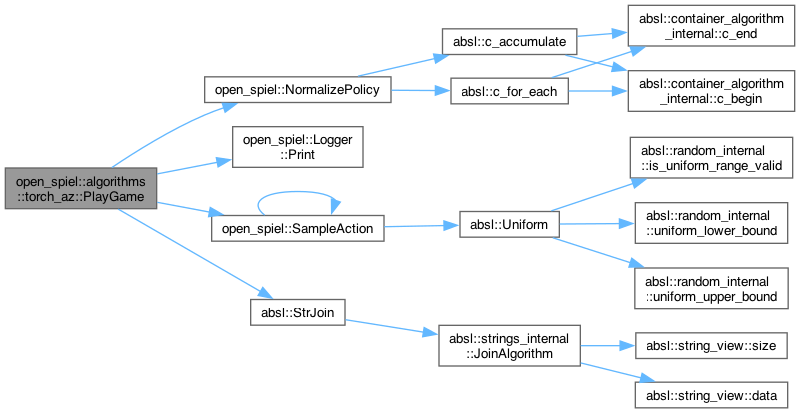 open_spiel::algorithms
::torch_az::PlayGame
open_spiel::NormalizePolicy
absl::c_accumulate
absl::container_algorithm
_internal::c_end
absl::container_algorithm
_internal::c_begin
absl::c_for_each
open_spiel::Logger
::Print
open_spiel::SampleAction
absl::Uniform
absl::random_internal
::is_uniform_range_valid
absl::random_internal
::uniform_lower_bound
absl::random_internal
::uniform_upper_bound
absl::StrJoin
absl::strings_internal
::JoinAlgorithm
absl::string_view::size
absl::string_view::data